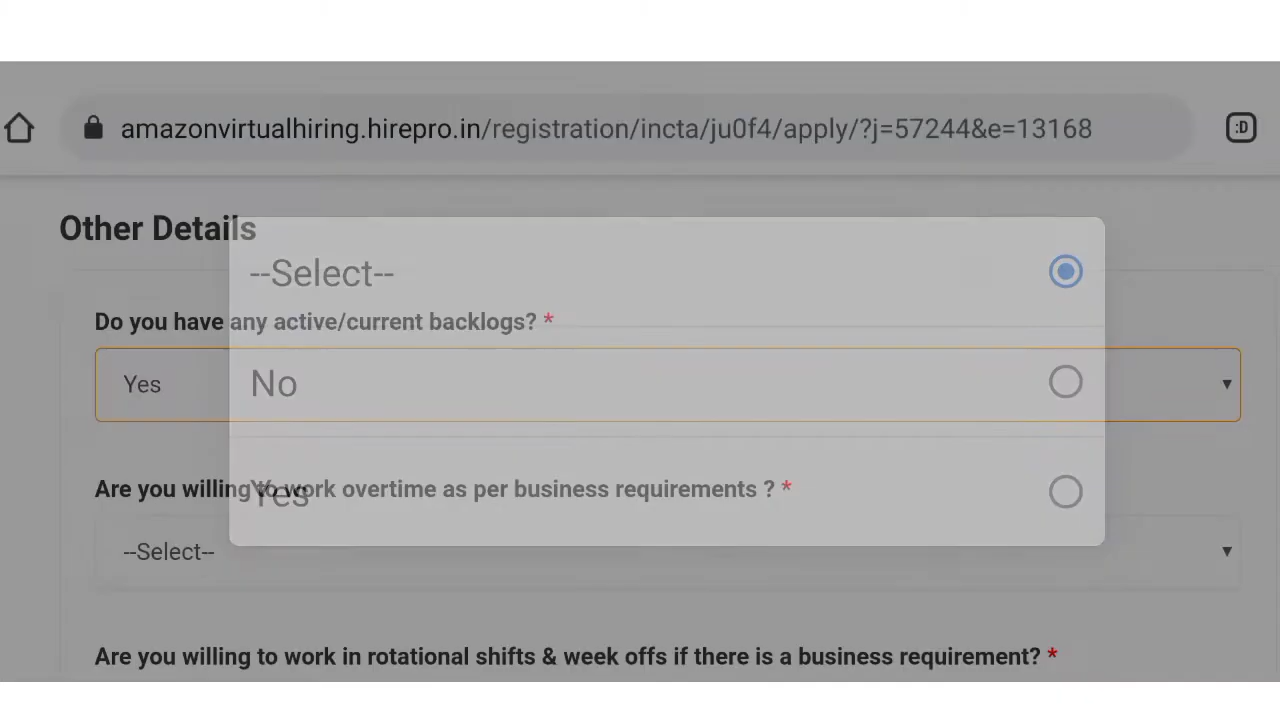 amazonvirtualhiring.hirepro.in/registration/incta/ju0f4/apply/?j=57244&e=13168
:D
Other Details
--Select--
Do you have any active/current backlogs? *
Yes
No
Are you willing to work overtime as per business requirements ? *
Yes
--Select--
Are you willing to work in rotational shifts & week offs if there is a business requirement? *